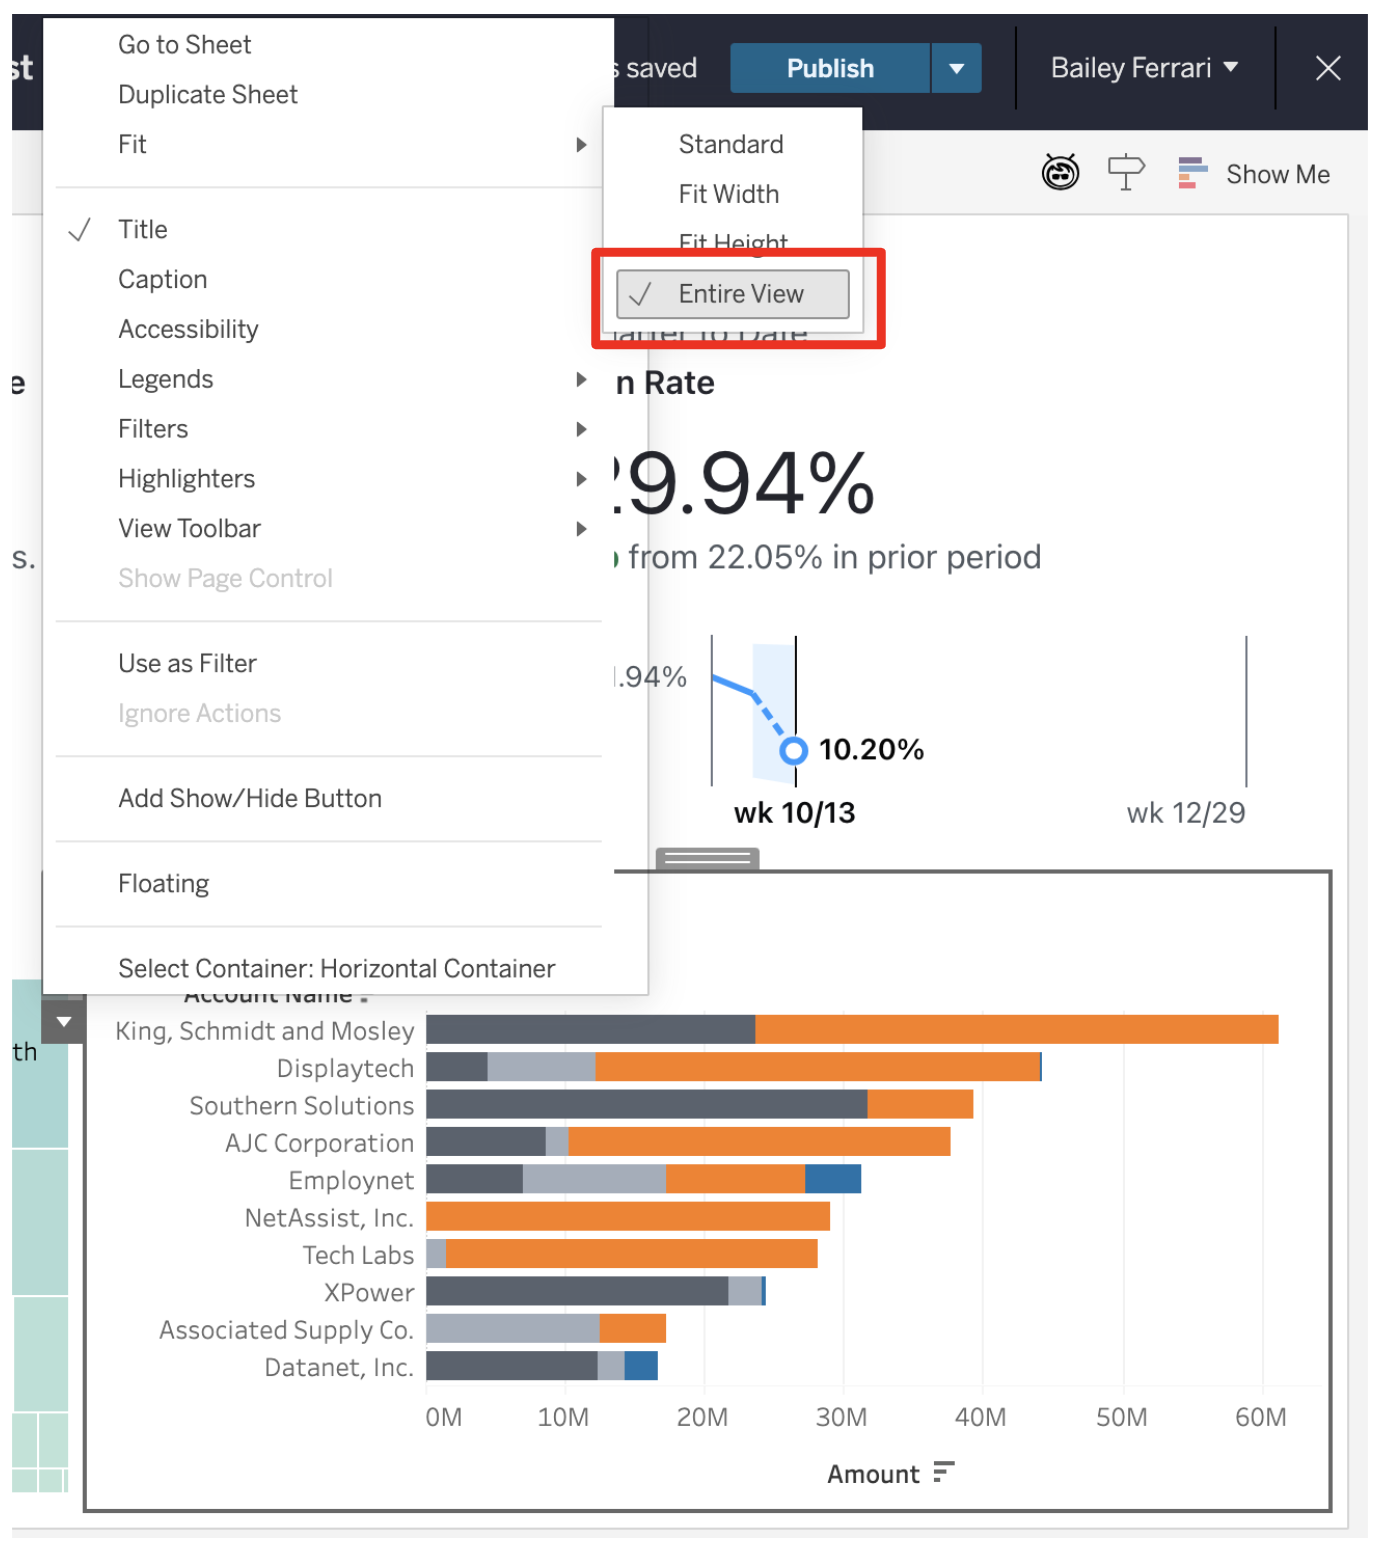 st
s saved
Publish
Bailey Ferrari
Show Me
Go to Sheet
Duplicate Sheet
Fit
Title
Caption
Accessibility
Legends
Filters
Highlighters
View Toolbar
Show Page Control
Use as Filter
Ignore Actions
Add Show/Hide Button
Floating
Select Container: Horizontal Container
Standard
Fit Width
Fit Height
Entire View
to Date
e
n Rate
29.94%
s.
from 22.05% in prior period
.94%
10.20%
wk 10/13
wk 12/29
th
Account Name
King, Schmidt and Mosley
Displaytech
Southern Solutions
AJC Corporation
Employnet
NetAssist, Inc.
Tech Labs
XPower
Associated Supply Co.
Datanet, Inc.
0M 10M 20M 30M 40M 50M 60M
Amount